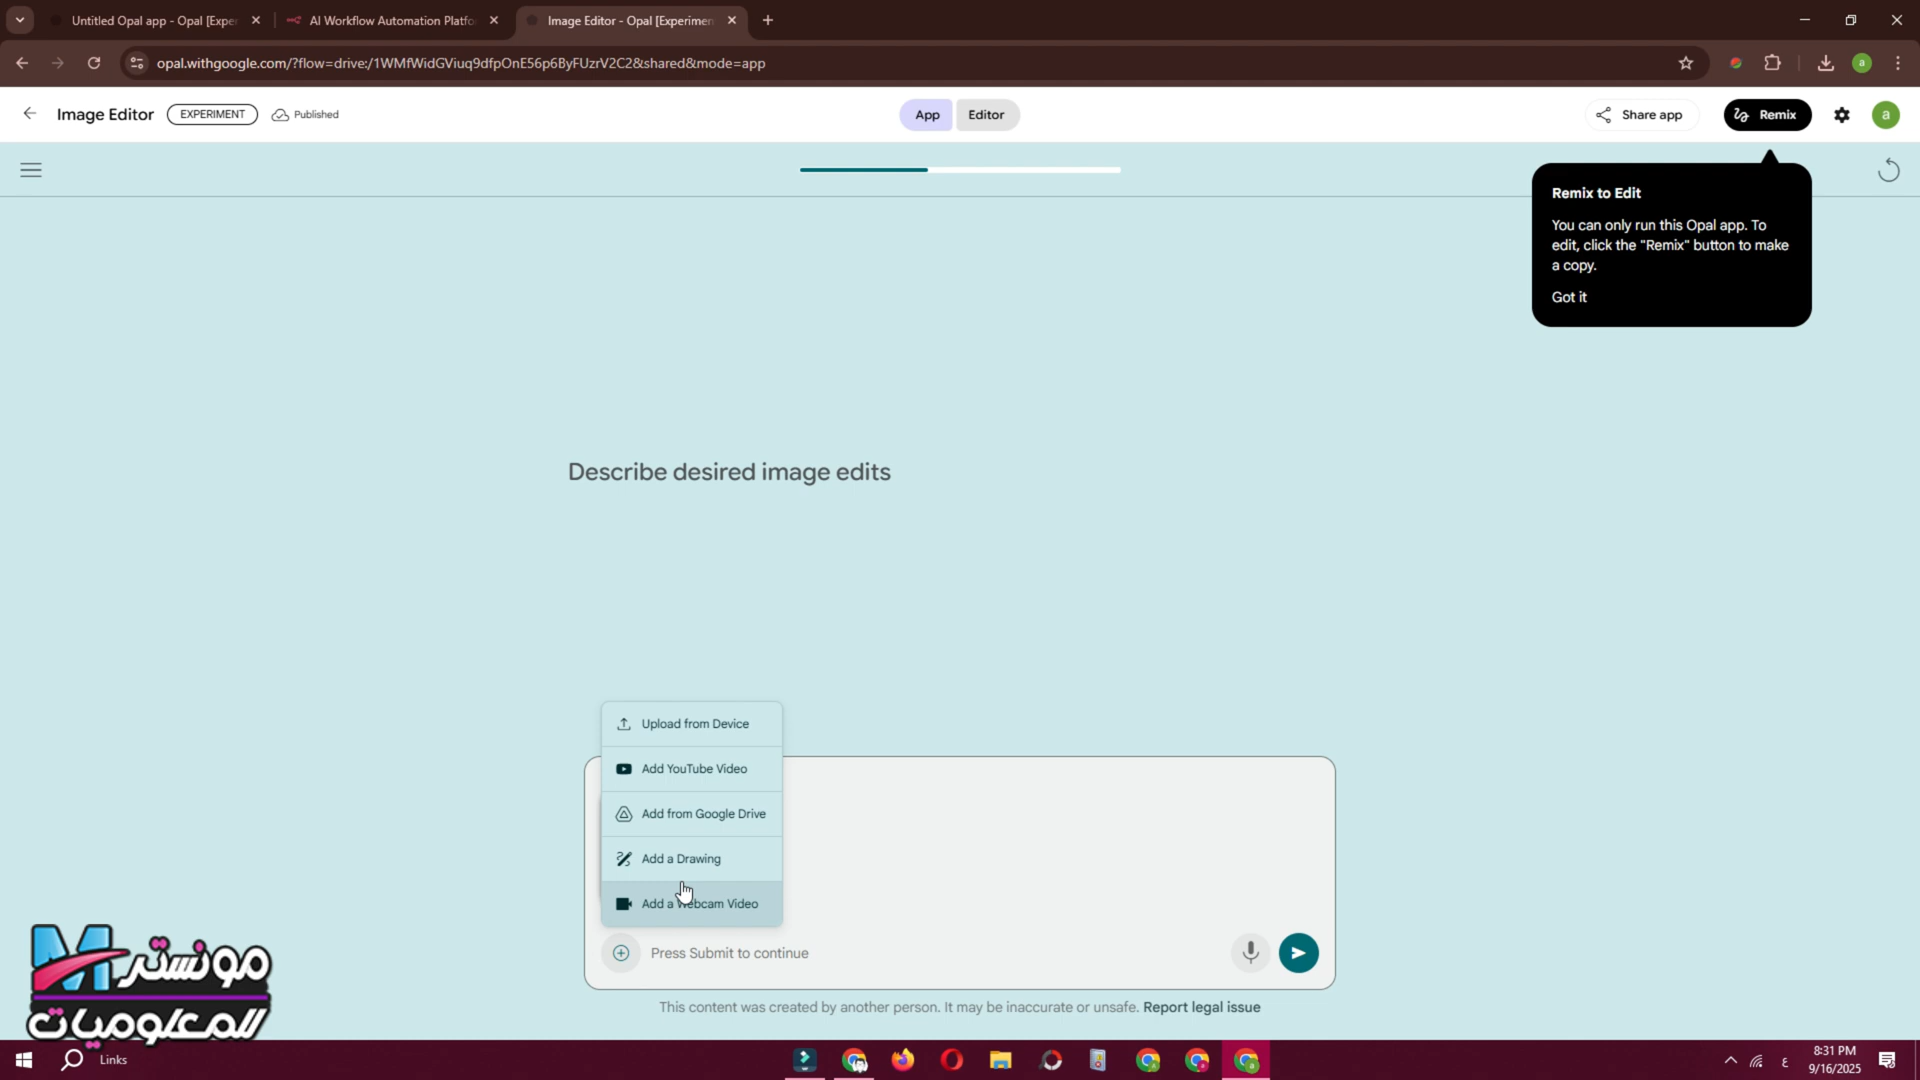 Untitled Opal app - Opal [Exper
AI Workflow Automation Platfo
Image Editor - Opal [Experimen
opal.withgoogle.com/?flow=drive:/1WMfWidGViuq9dfpOnE56p6ByFUzrV2C2&shared&mode=app
a
Image Editor
EXPERIMENT
Published
App
Editor
Share app
Remix
a
Remix to Edit
You can only run this Opal app. To
edit, click the "Remix" button to make
a copy.
Got it
Describe desired image edits
Upload from Device
Add YouTube Video
Add from Google Drive
Add a Drawing
Add a Webcam Video
Press Submit to continue
This content was created by another person. It may be inaccurate or unsafe. Report legal issue
مونستر
المعلوميات
Links
ع
8:31 PM
9/16/2025